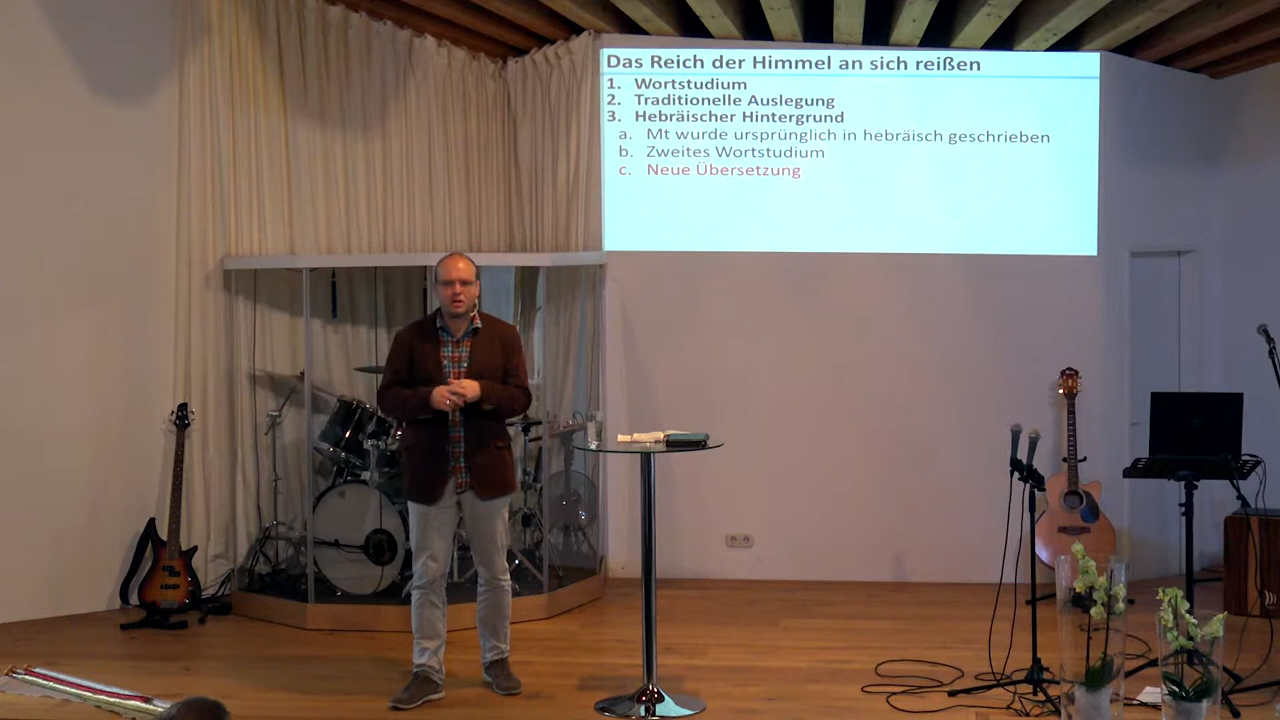 Das Reich der Himmel an sich reißen
1. Wortstudium
2. Traditionelle Auslegung
3. Hebräischer Hintergrund
a. Mt wurde ursprünglich in hebräisch geschrieben
b. Zweites Wortstudium
c. Neue Übersetzung